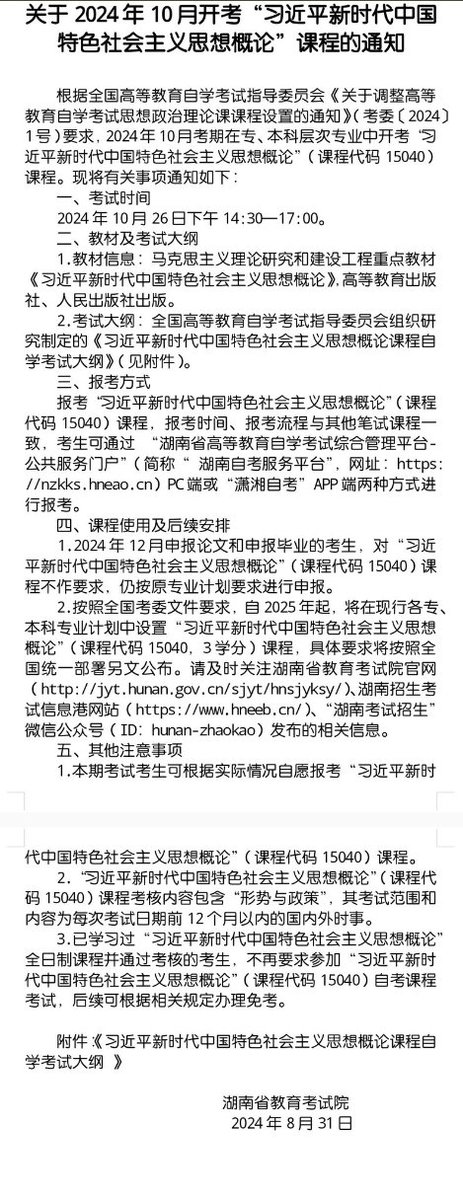 关于 2024 年 10 月开考“习近平新时代中国
特色社会主义思想概论”课程的通知
根据全国高等教育自学考试指导委员会《关于调整高等
教育自学考试思想政治理论课课程设置的通知》（考委〔2024〕
1号）要求，2024年10月考期在专、本科层次专业中开考“习
近平新时代中国特色社会主义思想概论”（课程代码 15040）
课程。现将有关事项通知如下：
一、考试时间
2024 年 10 月 26 日下午 14:30—17:00。
二、教材及考试大纲
1.教材信息：马克思主义理论研究和建设工程重点教材
《习近平新时代中国特色社会主义思想概论》，高等教育出版
社、人民出版社出版。
2.考试大纲：全国高等教育自学考试指导委员会组织研
究制定的《习近平新时代中国特色社会主义思想概论课程自
学考试大纲》（见附件）。
三、报考方式
报考“习近平新时代中国特色社会主义思想概论”（课程
代码 15040）课程，报考时间、报考流程与其他笔试课程一
致，考生可通过 “湖南省高等教育自学考试综合管理平台-
公共服务门户”（简称“ 湖南自考服务平台”，网址：https:
//nzkks.hneao.cn）PC 端或“潇湘自考”APP 端两种方式进
行报考。
四、课程使用及后续安排
1.2024 年 12 月申报论文和申报毕业的考生，对“习近
平新时代中国特色社会主义思想概论”（课程代码 15040）课
程不作要求，仍按原专业计划要求进行申报。
2.按照全国考委文件要求，自 2025 年起，将在现行各专、
本科专业计划中设置“习近平新时代中国特色社会主义思想
概论”（课程代码 15040，3 学分）课程，具体要求将按照全
国统一部署另文公布。请及时关注湖南省教育考试院官网
（http://jyt.hunan.gov.cn/sjyt/hnsjyksy/）、湖南招生考
试信息港网站（https://www.hneeb.cn/）、“湖南考试招生”
微信公众号（ID：hunan-zhaokao）发布的相关信息。
五、其他注意事项
1.本期考试考生可根据实际情况自愿报考“习近平新时
代中国特色社会主义思想概论”（课程代码 15040）课程。
2．“习近平新时代中国特色社会主义思想概论”（课程代
码 15040）课程考核内容包含“形势与政策”，其考试范围和
内容为每次考试日期前 12 个月以内的国内外时事。
3.已学习过“习近平新时代中国特色社会主义思想概论”
全日制课程并通过考核的考生，不再要求参加“习近平新时
代中国特色社会主义思想概论”（课程代码 15040）自考课程
考试，后续可根据相关规定办理免考。
附件：《习近平新时代中国特色社会主义思想概论课程自
学考试大纲 》
湖南省教育考试院
2024 年 8 月 31 日